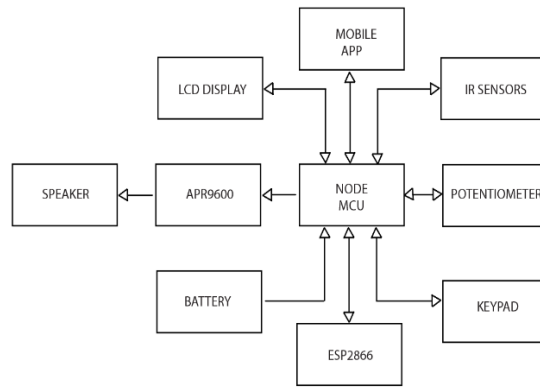 MOBILE
APP
LCD DISPLAY
IR SENSORS
SPEAKER
APR9600
NODE
MCU
POTENTIOMETER
BATTERY
KEYPAD
ESP2866